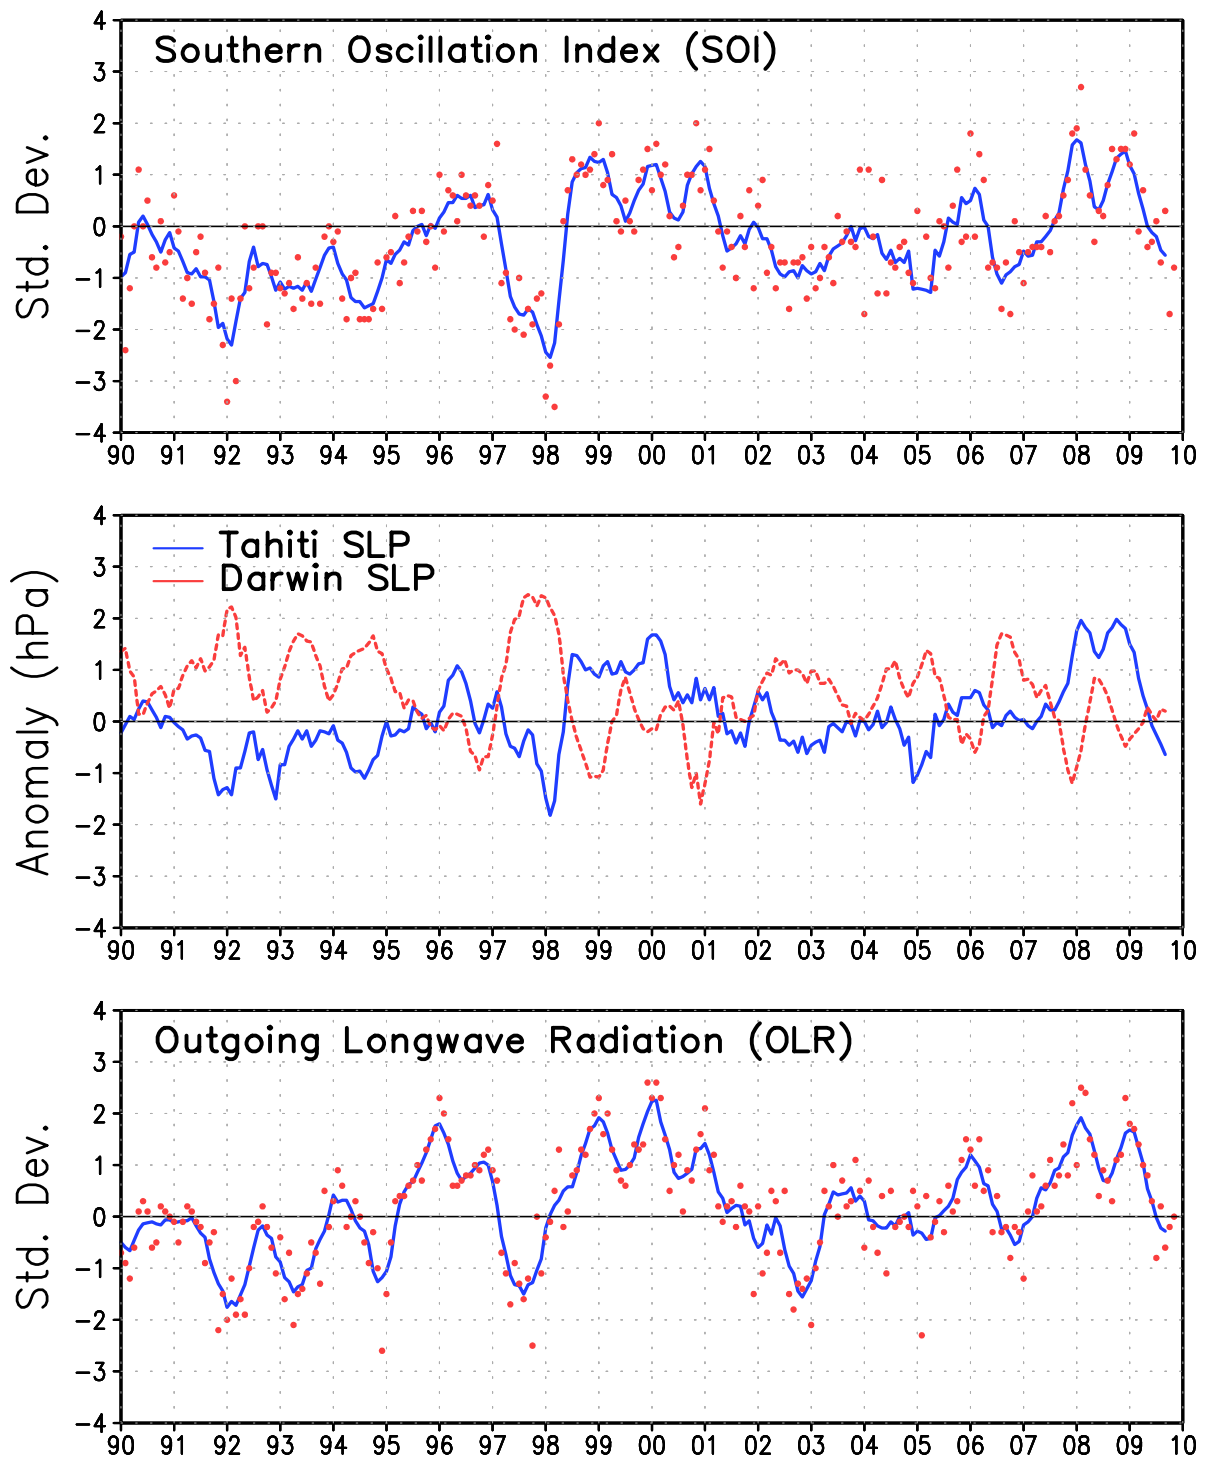 Southern Oscillation Index (SOI)
Std. Dev.
4
3
2
1
0
−1
−2
−3
−4
90 91 92 93 94 95 96 97 98 99 00 01 02 03 04 05 06 07 08 09 10
Tahiti SLP
Darwin SLP
Anomaly (hPa)
4
3
2
1
0
−1
−2
−3
−4
90 91 92 93 94 95 96 97 98 99 00 01 02 03 04 05 06 07 08 09 10
Outgoing Longwave Radiation (OLR)
Std. Dev.
4
3
2
1
0
−1
−2
−3
−4
90 91 92 93 94 95 96 97 98 99 00 01 02 03 04 05 06 07 08 09 10